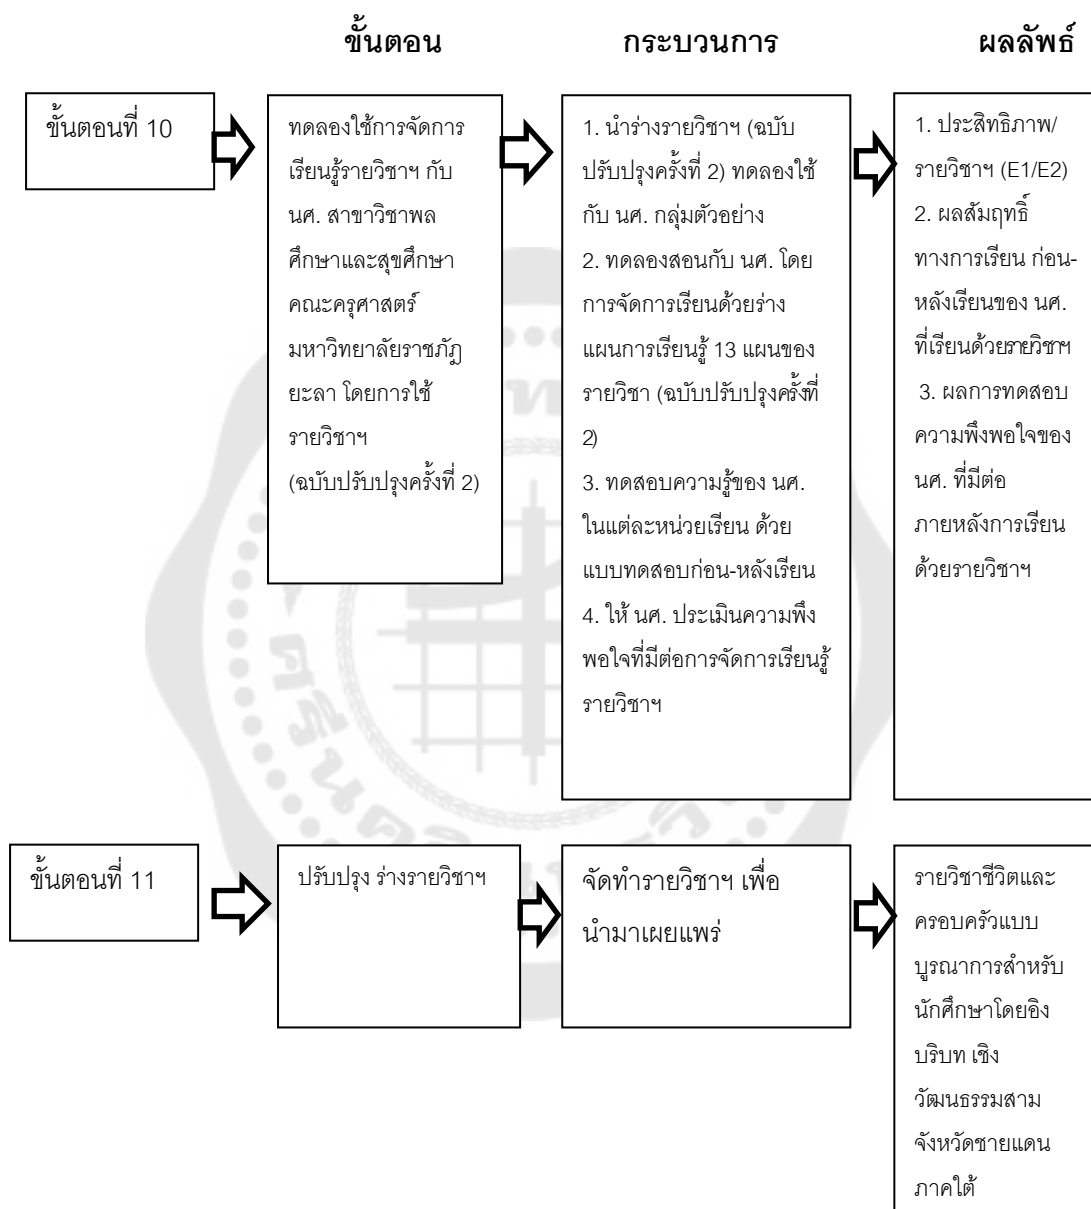 ขั้นตอน
กระบวนการ
ผลลัพธ์
ขั้นตอนที่ 10
ทดลองใช้การจัดการ
เรียนรู้รายวิชาฯ กับ
นศ. สาขาวิชาพล
ศึกษาและสุขศึกษา
คณะครุศาสตร์
มหาวิทยาลัยราชภัฏ
ยะลา โดยการใช้
รายวิชาฯ
(ฉบับปรับปรุงครั้งที่ 2)
1. นำร่างรายวิชาฯ (ฉบับ
ปรับปรุงครั้งที่ 2) ทดลองใช้
กับ นศ. กลุ่มตัวอย่าง
2. ทดลองสอนกับ นศ. โดย
การจัดการเรียนด้วยร่าง
แผนการเรียนรู้ 13 แผนของ
รายวิชา (ฉบับปรับปรุงครั้งที่
2)
3. ทดสอบความรู้ของ นศ.
ในแต่ละหน่วยเรียน ด้วย
แบบทดสอบก่อน-หลังเรียน
4. ให้ นศ. ประเมินความพึง
พอใจที่มีต่อการจัดการเรียนรู้
รายวิชาฯ
1. ประสิทธิภาพ/
รายวิชาฯ (E1/E2)
2. ผลสัมฤทธิ์
ทางการเรียน ก่อน-
หลังเรียนของ นศ.
ที่เรียนด้วยรายวิชาฯ
3. ผลการทดสอบ
ความพึงพอใจของ
นศ. ที่มีต่อ
ภายหลังการเรียน
ด้วยรายวิชาฯ
ขั้นตอนที่ 11
ปรับปรุง ร่างรายวิชาฯ
จัดทำรายวิชาฯ เพื่อ
นำมาเผยแพร่
รายวิชาชีวิตและ
ครอบครัวแบบ
บูรณาการสำหรับ
นักศึกษาโดยอิง
บริบท เชิง
วัฒนธรรมสาม
จังหวัดชายแดน
ภาคใต้